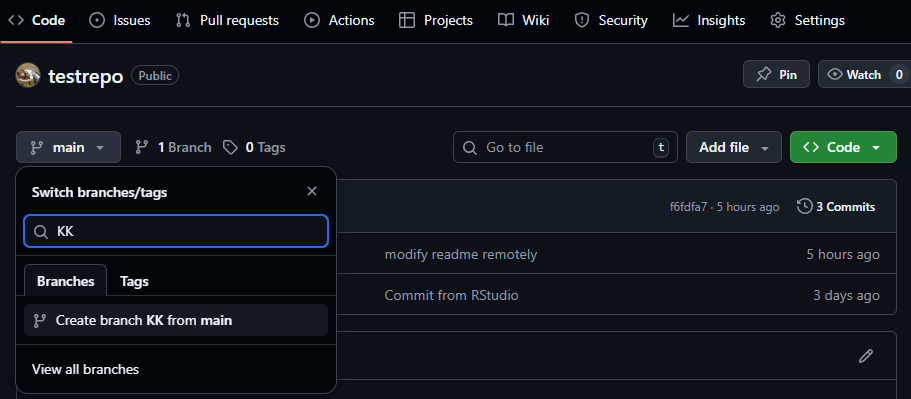 Code Issues Pull requests Actions Projects Wiki Security Insights Settings
testrepo Public Pin Watch 0
main 1 Branch 0 Tags Go to file t Add file Code
Switch branches/tags
f6fdfa7 · 5 hours ago 3 Commits
KK
modify readme remotely 5 hours ago
Branches Tags
Commit from RStudio 3 days ago
Create branch KK from main
View all branches